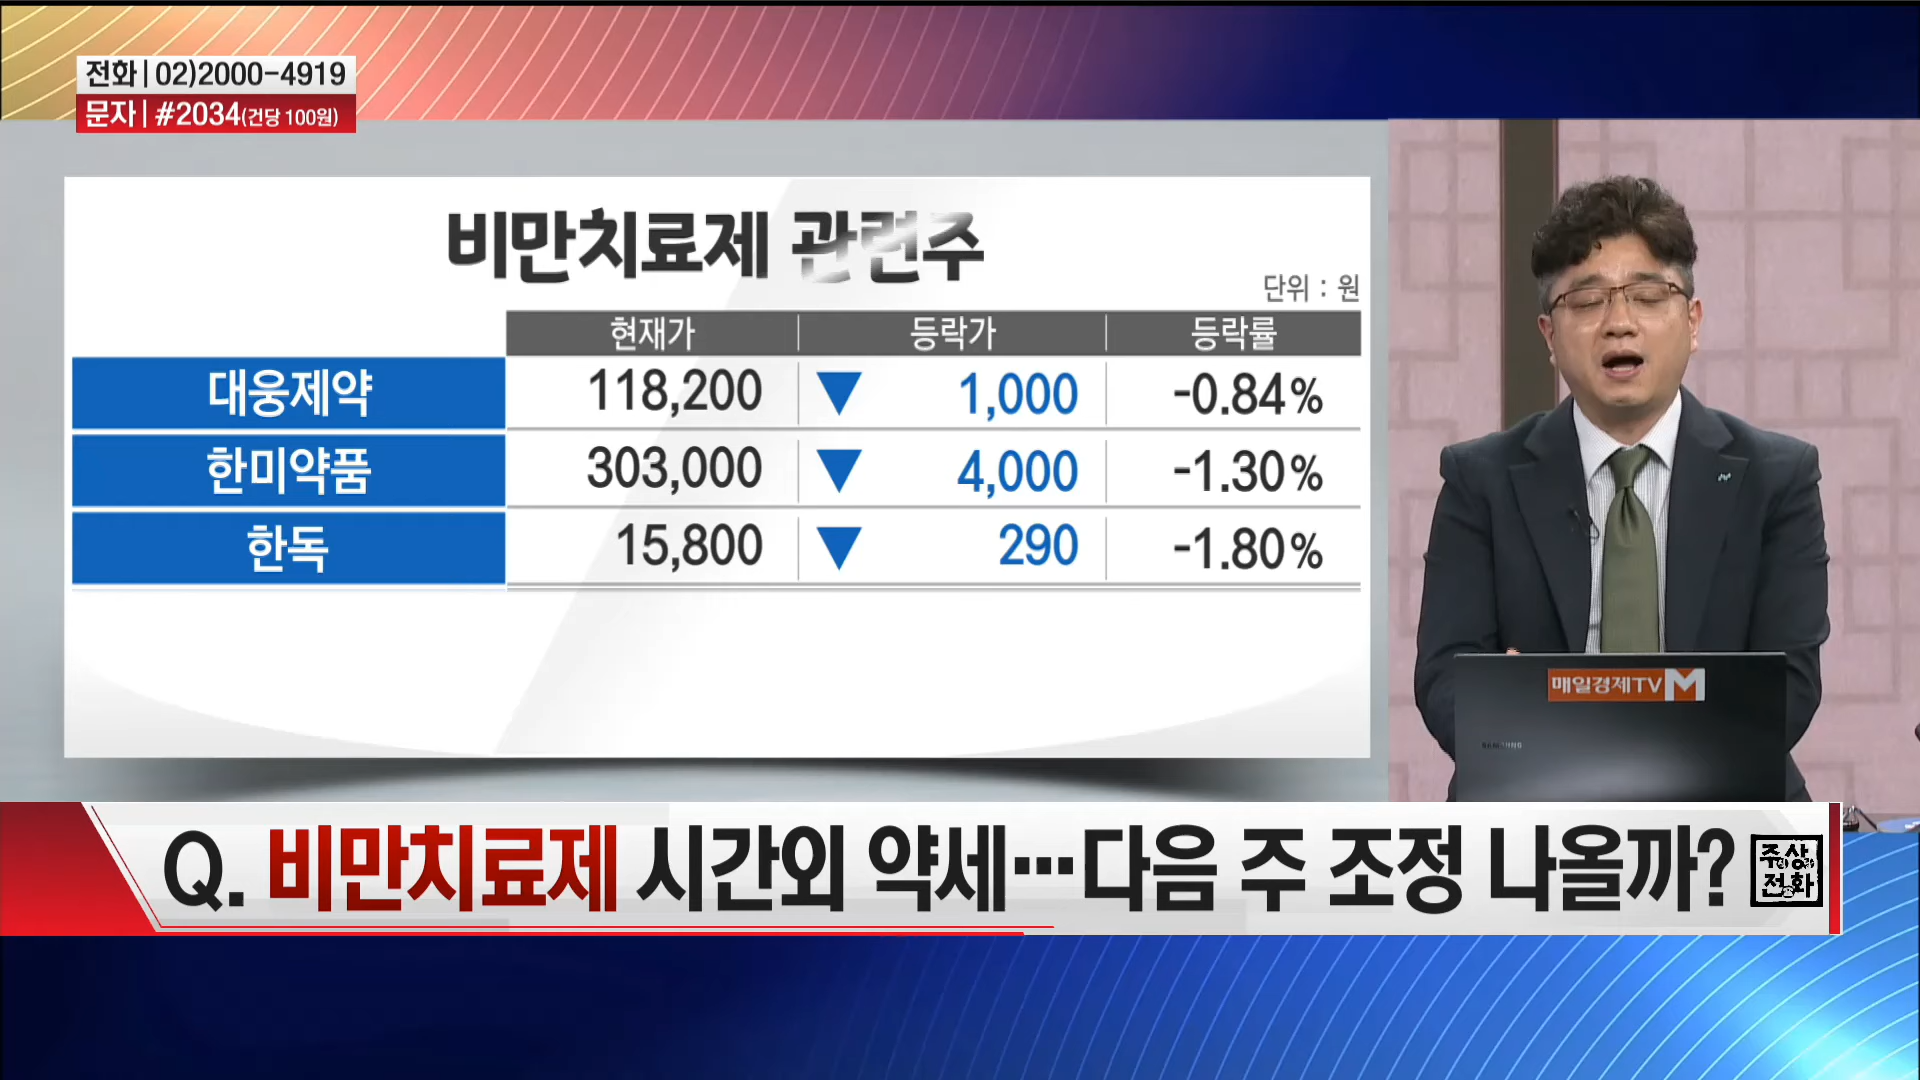 전화 | 02)2000-4919
문자 | #2034(건당 100원)
비만치료제 관련주
단위 : 원
현재가 등락가 등락률
대웅제약 118,200 ▼ 1,000 -0.84%
한미약품 303,000 ▼ 4,000 -1.30%
한독 15,800 ▼ 290 -1.80%
매일경제TV M
SAMSUNG
Q. 비만치료제 시간외 약세…다음 주 조정 나올까?
주상
전화